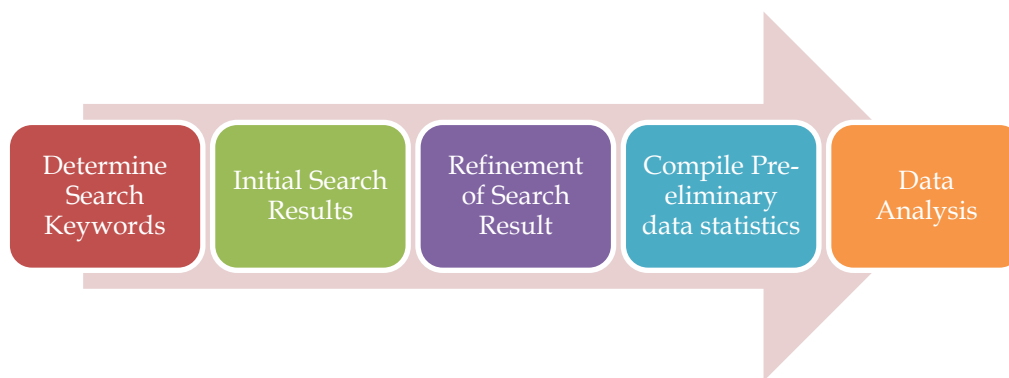 Determine
Search
Keywords
Initial Search
Results
Refinement
of Search
Result
Compile Pre-
eliminary
data statistics
Data
Analysis